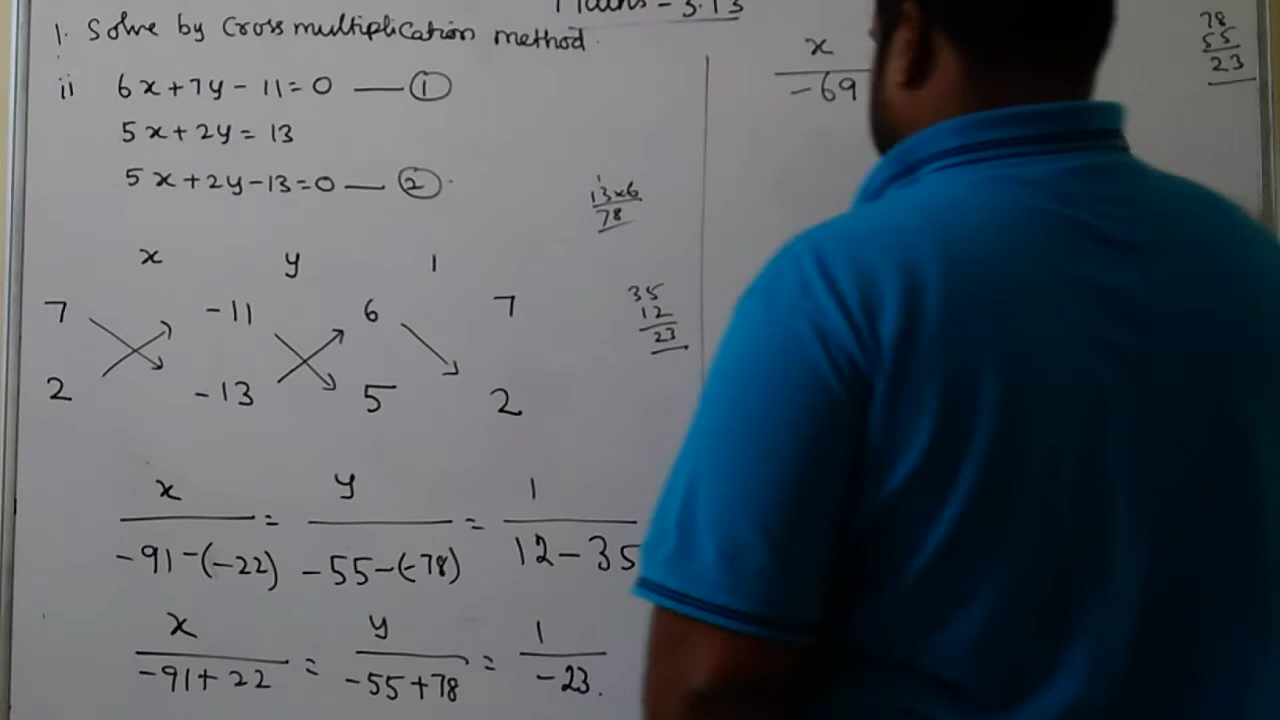 Maths - 3.13
1. Solve by Cross multiplication method.
ii 6x+7y-11=0 — ①
5x+2y=13
5x+2y-13=0 — ②
13x6
78
x y 1
7 -11 6 7
2 -13 5 2
35
12
23
x = y = 1
-91-(-22) -55-(-78) 12-35
x = y = 1
-91+22 -55+78 -23.
x
-69
78
55
23